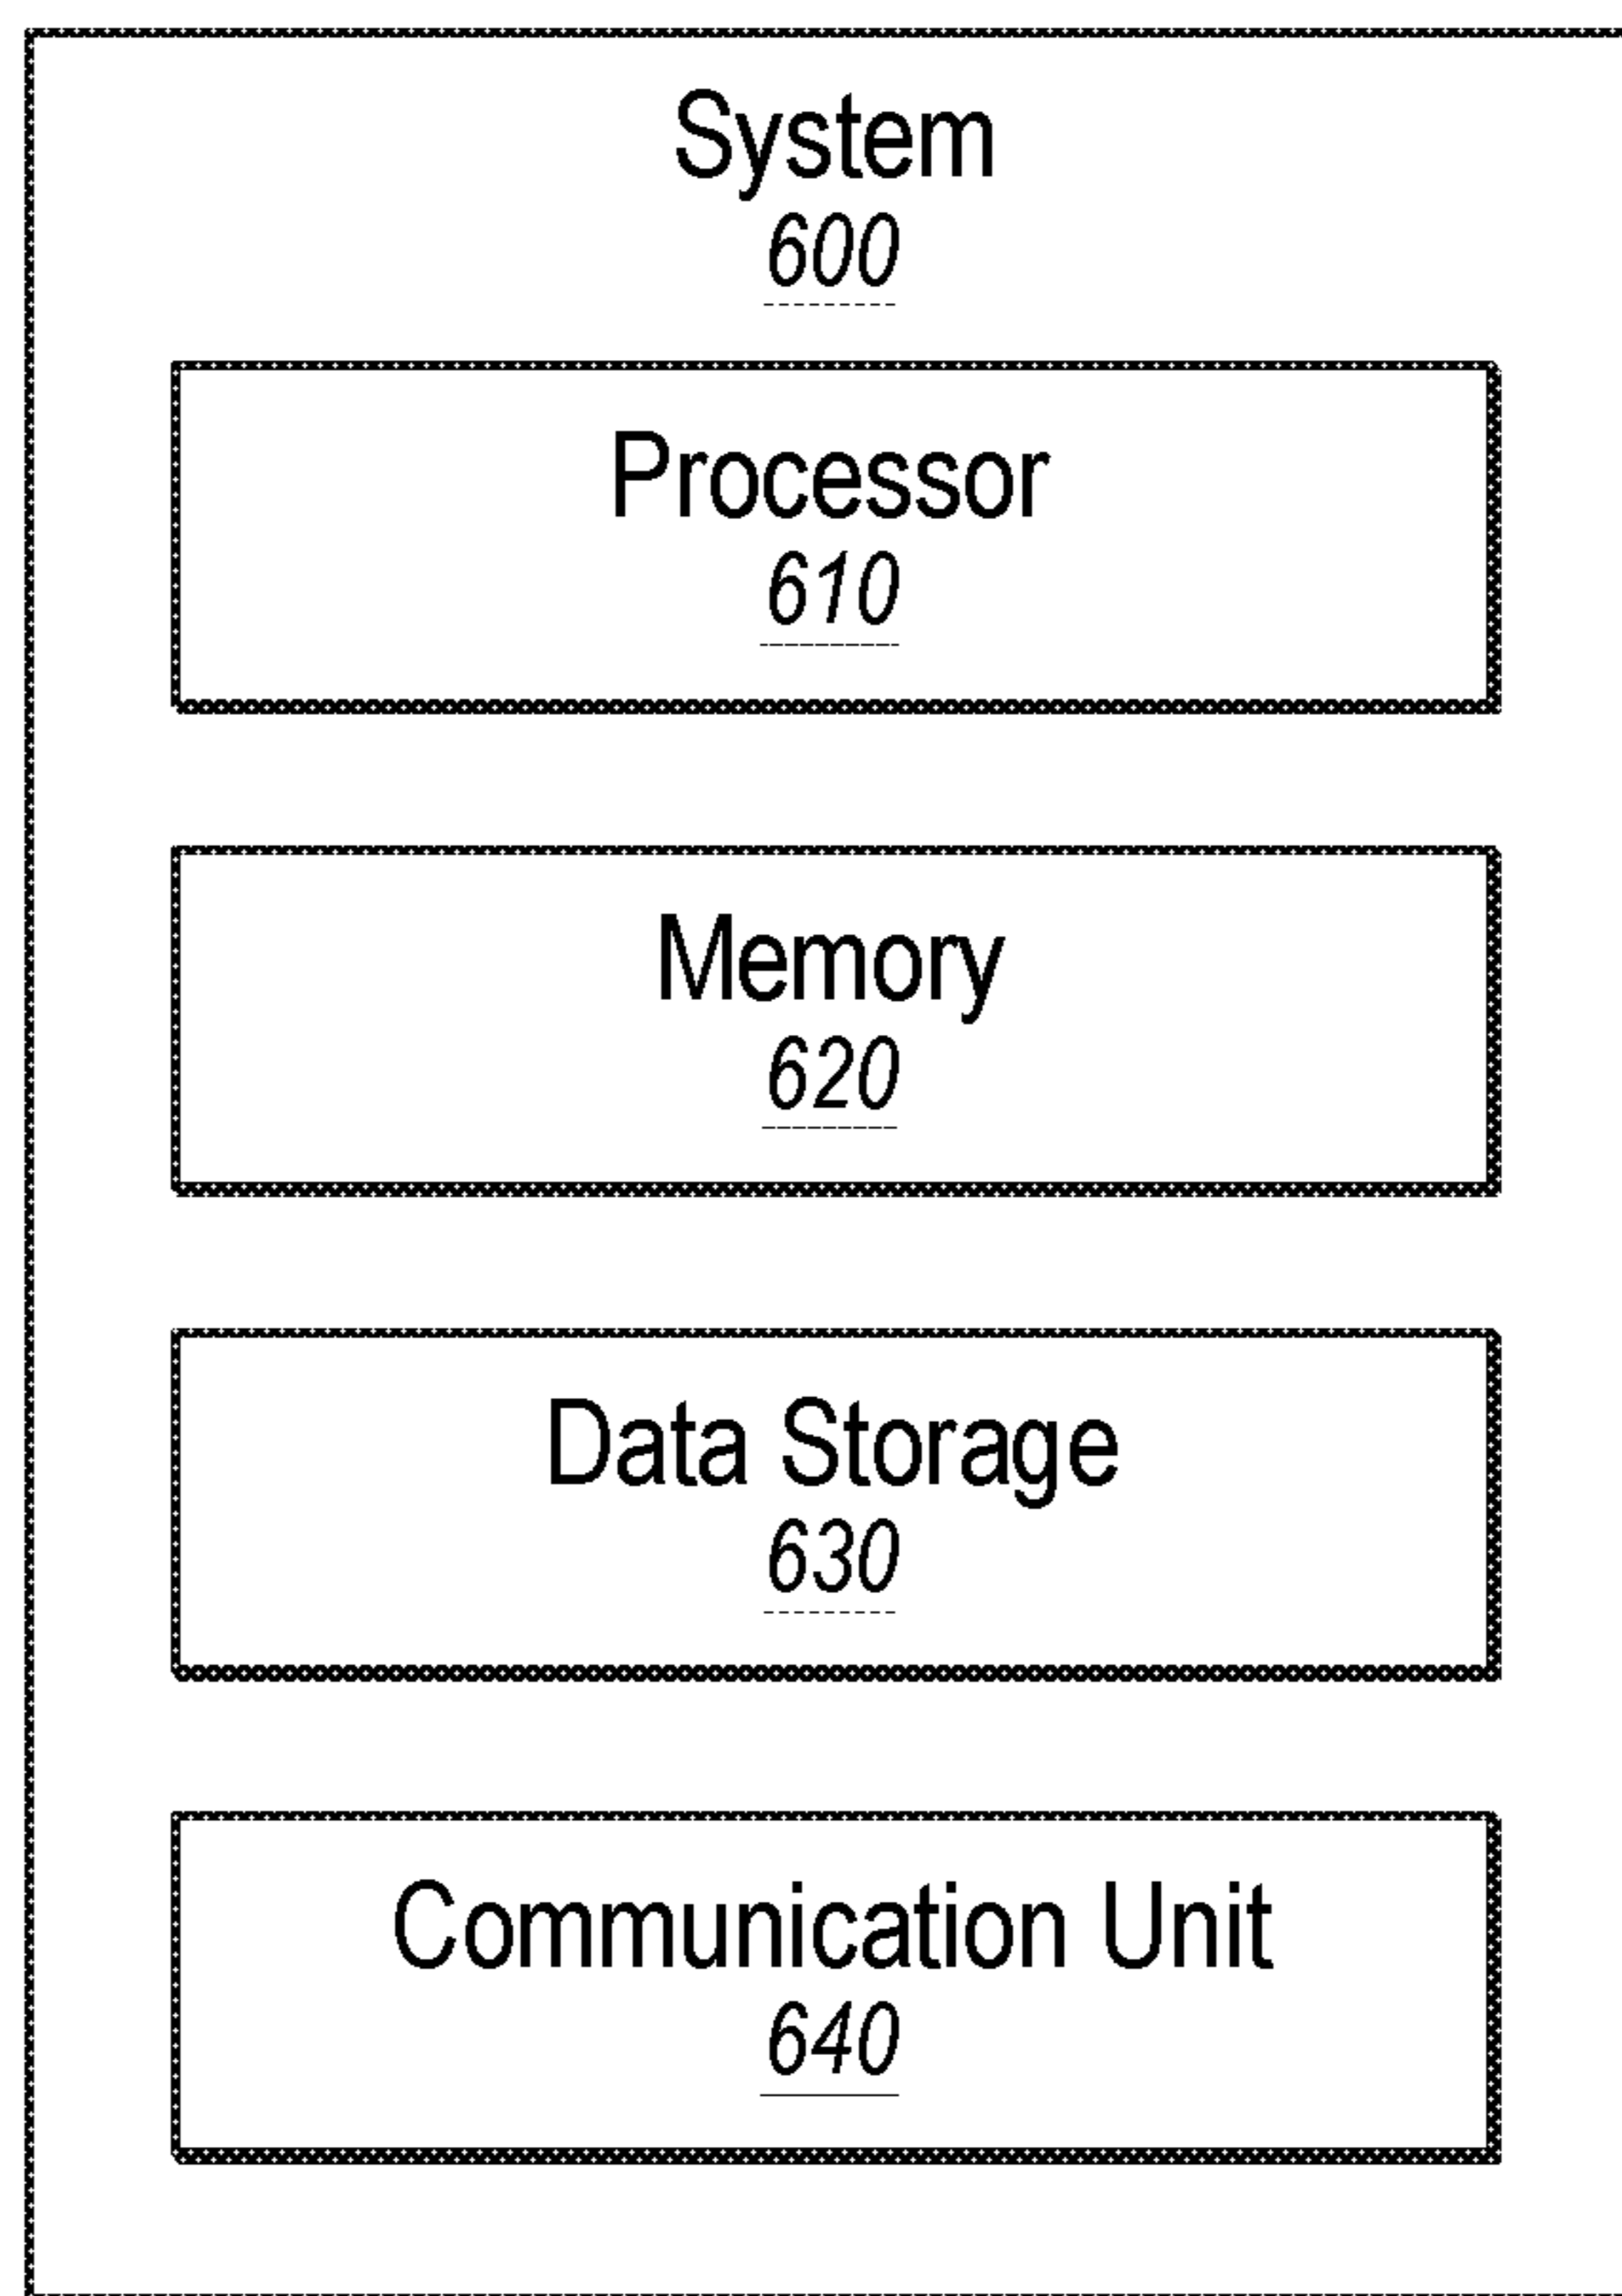 System
600
Processor
610
Memory
620
Data Storage
630
Communication Unit
640